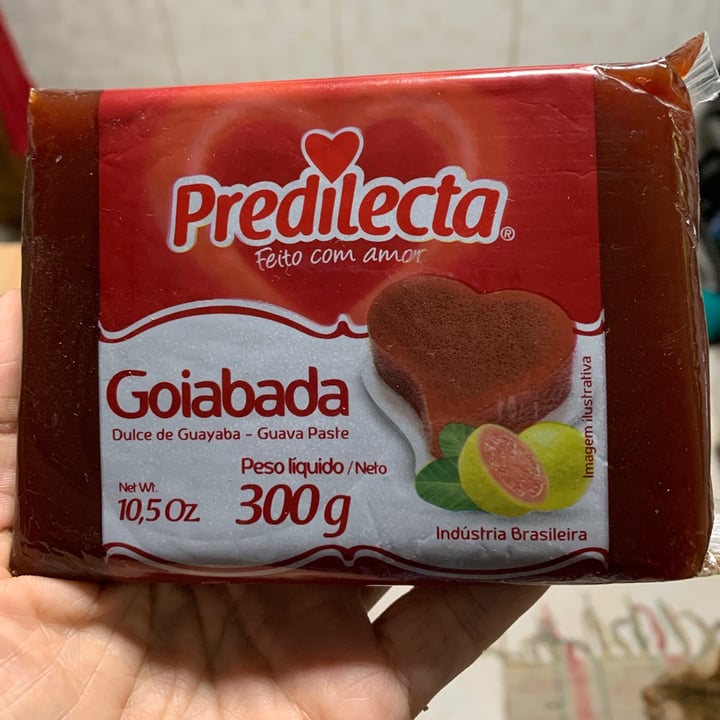 Predilecta®
Feito com amor
Goiabada
Dulce de Guayaba - Guava Paste
Peso líquido / Neto
300 g
Net Wt.
10,5 Oz.
Imagem ilustrativa
Indústria Brasileira